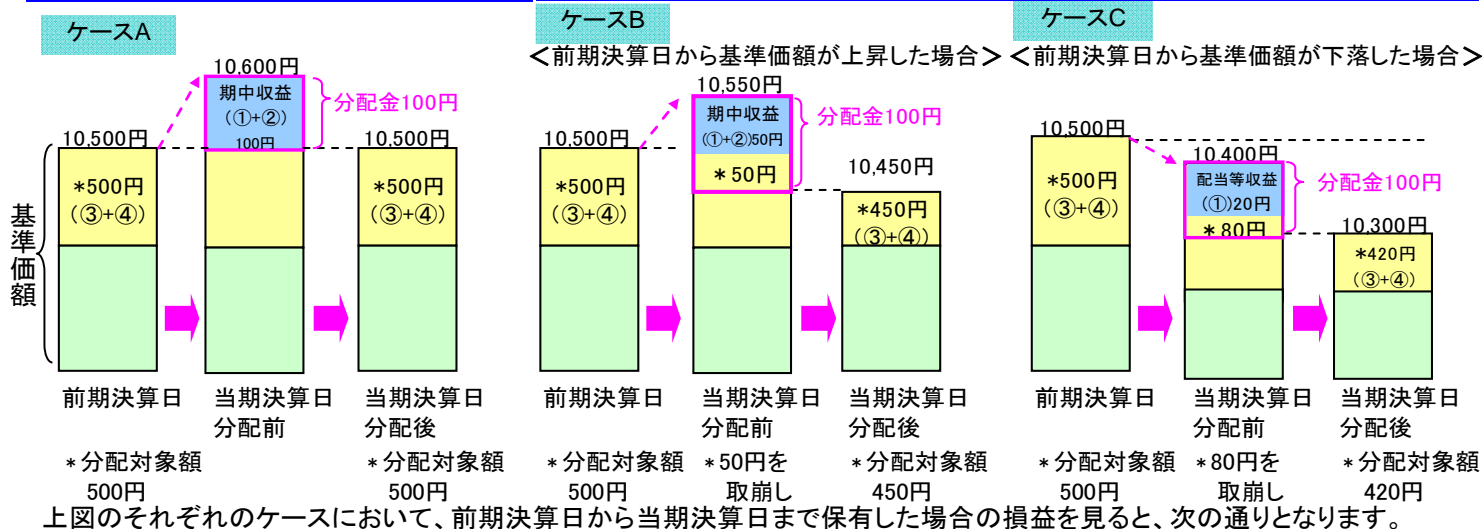 ケースA
10,600円
期中収益
(①+②)
100円
分配金100円
10,500円
10,500円
*500円
(③+④)
*500円
(③+④)
基準価額
前期決算日
当期決算日
分配前
当期決算日
分配後
*分配対象額
500円
*分配対象額
500円
ケースB
<前期決算日から基準価額が上昇した場合>
10,550円
期中収益
(①+②)50円
*50円
分配金100円
10,500円
10,450円
*500円
(③+④)
*450円
(③+④)
前期決算日
当期決算日
分配前
当期決算日
分配後
*分配対象額
500円
*50円を
取崩し
*分配対象額
450円
ケースC
<前期決算日から基準価額が下落した場合>
10,500円
10,400円
配当等収益
(①)20円
*80円
分配金100円
10,300円
*500円
(③+④)
*420円
(③+④)
前期決算日
当期決算日
分配前
当期決算日
分配後
*分配対象額
500円
*80円を
取崩し
*分配対象額
420円
上図のそれぞれのケースにおいて、前期決算日から当期決算日まで保有した場合の損益を見ると、次の通りとなります。